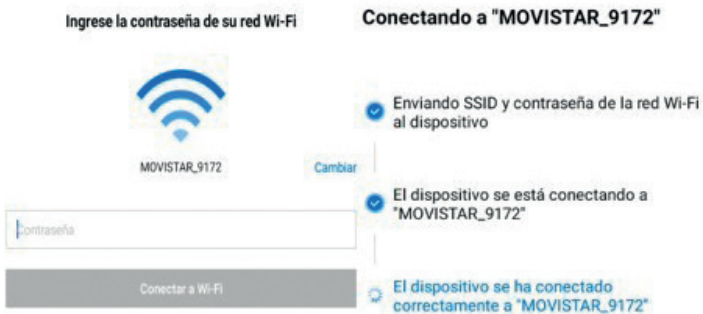 Ingrese la contraseña de su red Wi-Fi
MOVISTAR_9172
Cambiar
Contraseña
Conectar a Wi-Fi
Conectando a "MOVISTAR_9172"
Enviando SSID y contraseña de la red Wi-Fi
al dispositivo
El dispositivo se está conectando a
"MOVISTAR_9172"
El dispositivo se ha conectado
correctamente a "MOVISTAR_9172"